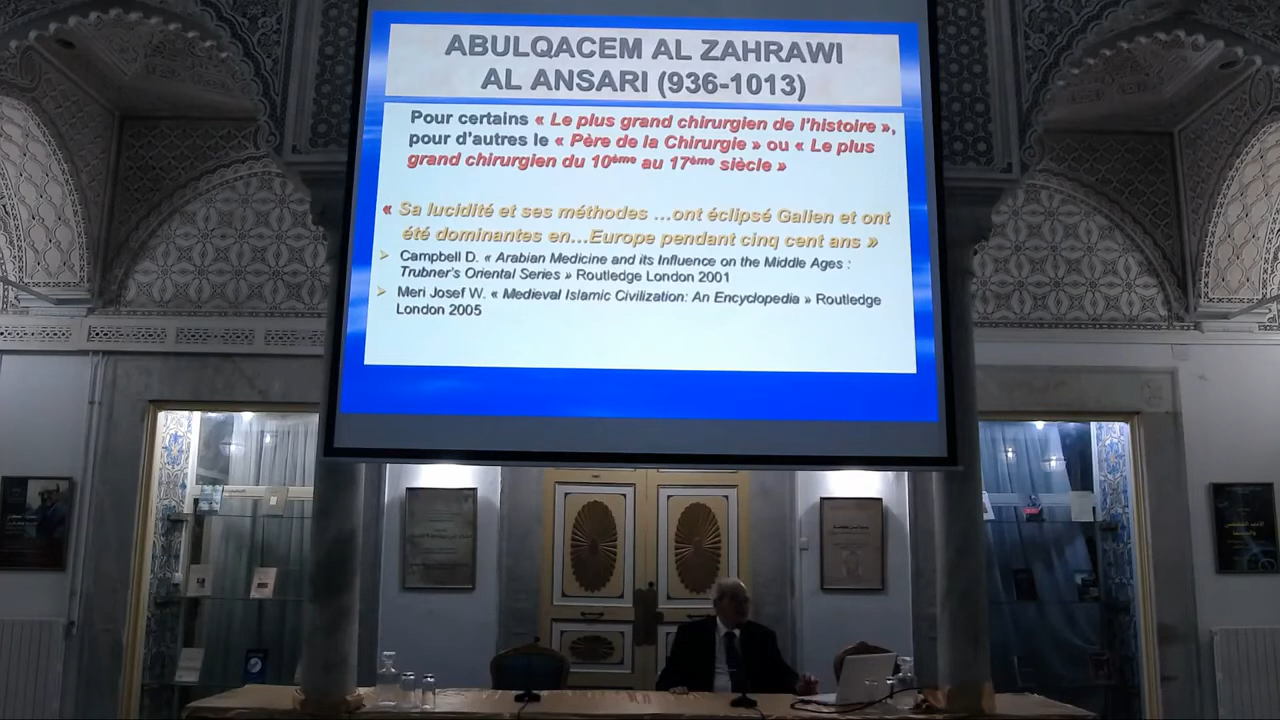 ABULQACEM AL ZAHRAWI
AL ANSARI (936-1013)
Pour certains « Le plus grand chirurgien de l'histoire »,
pour d'autres le « Père de la Chirurgie » ou « Le plus
grand chirurgien du 10ème au 17ème siècle »
« Sa lucidité et ses méthodes ...ont éclipsé Galien et ont
été dominantes en...Europe pendant cinq cent ans »
Campbell D. « Arabian Medicine and its Influence on the Middle Ages :
Trubner's Oriental Series » Routledge London 2001
Meri Josef W. « Medieval Islamic Civilization: An Encyclopedia » Routledge
London 2005